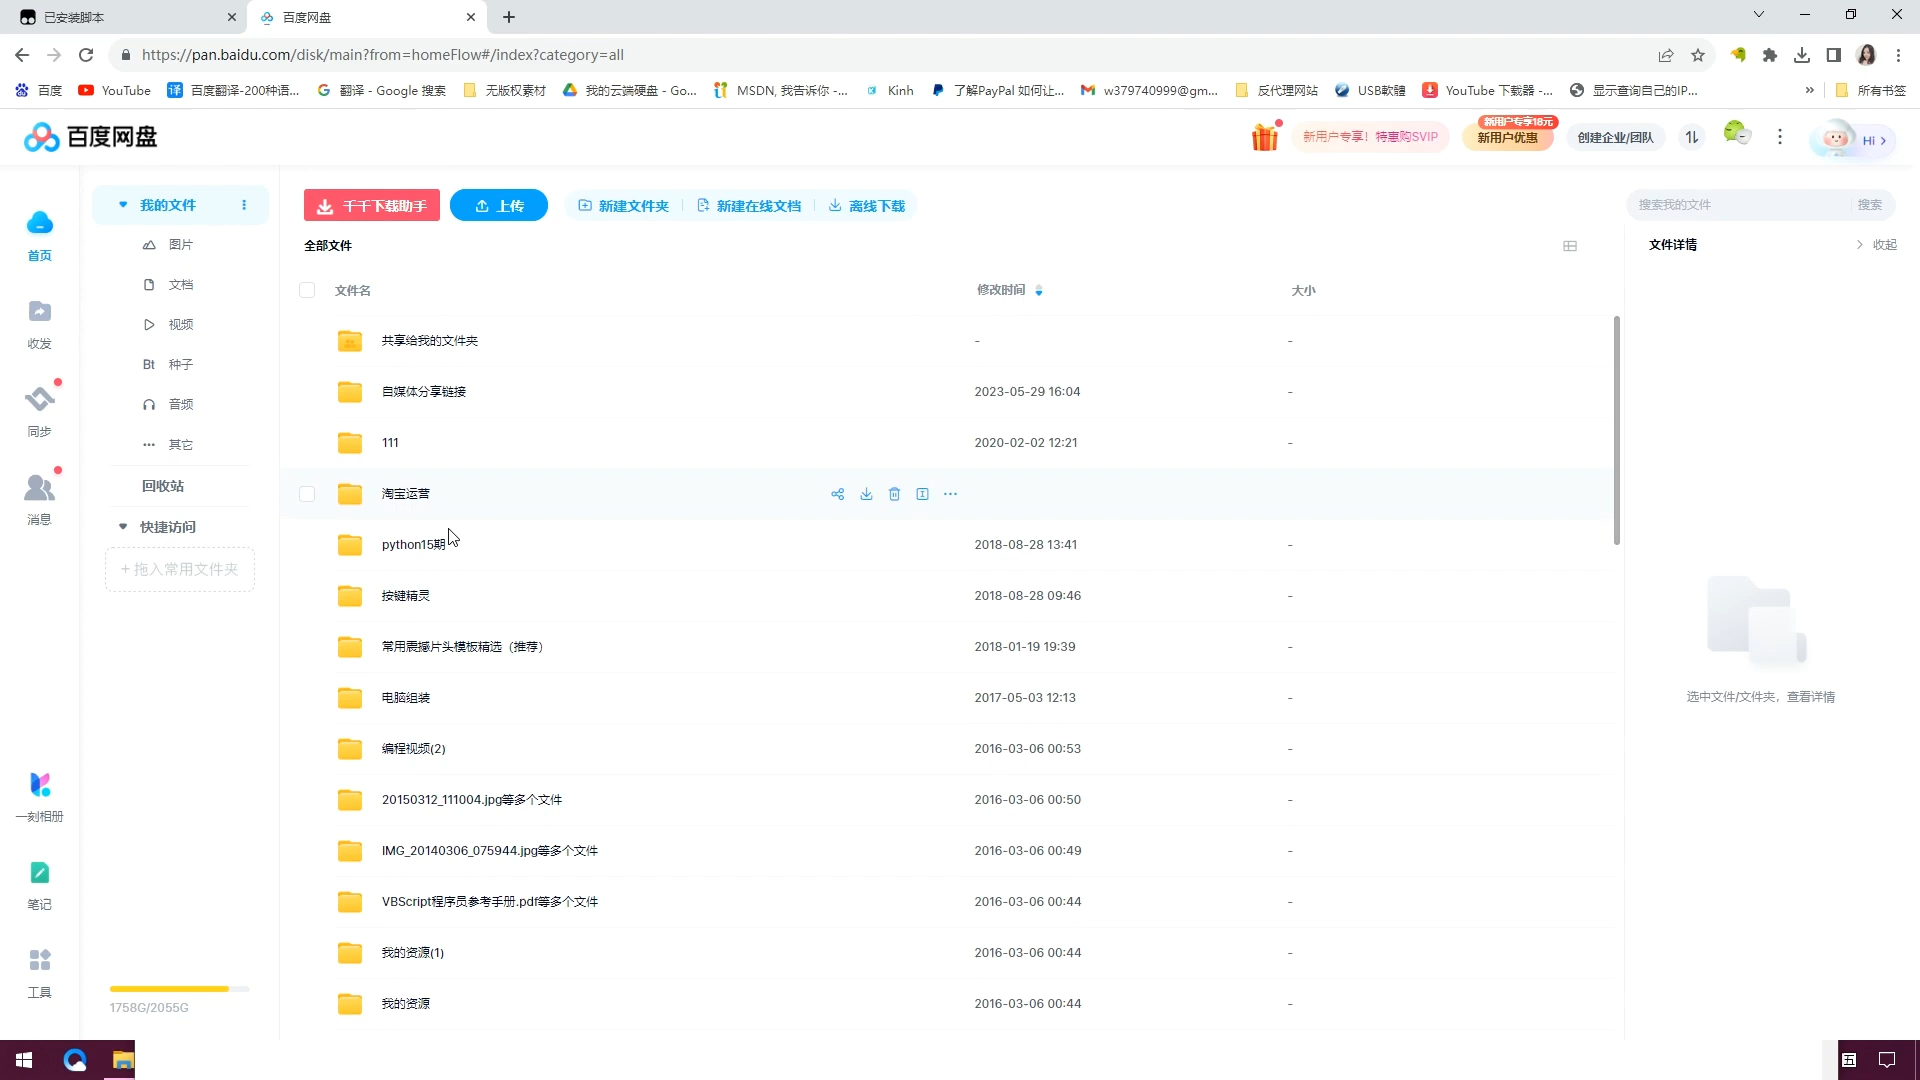 已安装脚本
百度网盘
https://pan.baidu.com/disk/main?from=homeFlow#/index?category=all
百度
YouTube
百度翻译-200种语...
翻译 - Google 搜索
无版权素材
我的云端硬盘 - Go...
MSDN, 我告诉你 -...
Kinh
了解PayPal 如何让...
w379740999@gm...
反代理网站
USB軟體
YouTube 下载器 -...
显示查询自己的IP...
»
所有书签
百度网盘
新用户专享！特惠购SVIP
新用户专享18元
新用户优惠
创建企业/团队
Hi >
首页
收发
同步
消息
一刻相册
笔记
工具
我的文件
图片
文档
视频
Bt 种子
音频
其它
回收站
快捷访问
+ 拖入常用文件夹
1758G/2055G
千千下载助手
上传
新建文件夹
新建在线文档
离线下载
搜索我的文件
搜索
全部文件
文件详情
收起
文件名
修改时间
大小
共享给我的文件夹 - -
自媒体分享链接 2023-05-29 16:04 -
111 2020-02-02 12:21 -
淘宝运营
python15期 2018-08-28 13:41 -
按键精灵 2018-08-28 09:46 -
常用震撼片头模板精选（推荐） 2018-01-19 19:39 -
电脑组装 2017-05-03 12:13 -
编程视频(2) 2016-03-06 00:53 -
20150312_111004.jpg等多个文件 2016-03-06 00:50 -
IMG_20140306_075944.jpg等多个文件 2016-03-06 00:49 -
VBScript程序员参考手册.pdf等多个文件 2016-03-06 00:44 -
我的资源(1) 2016-03-06 00:44 -
我的资源 2016-03-06 00:44 -
选中文件/文件夹，查看详情
五